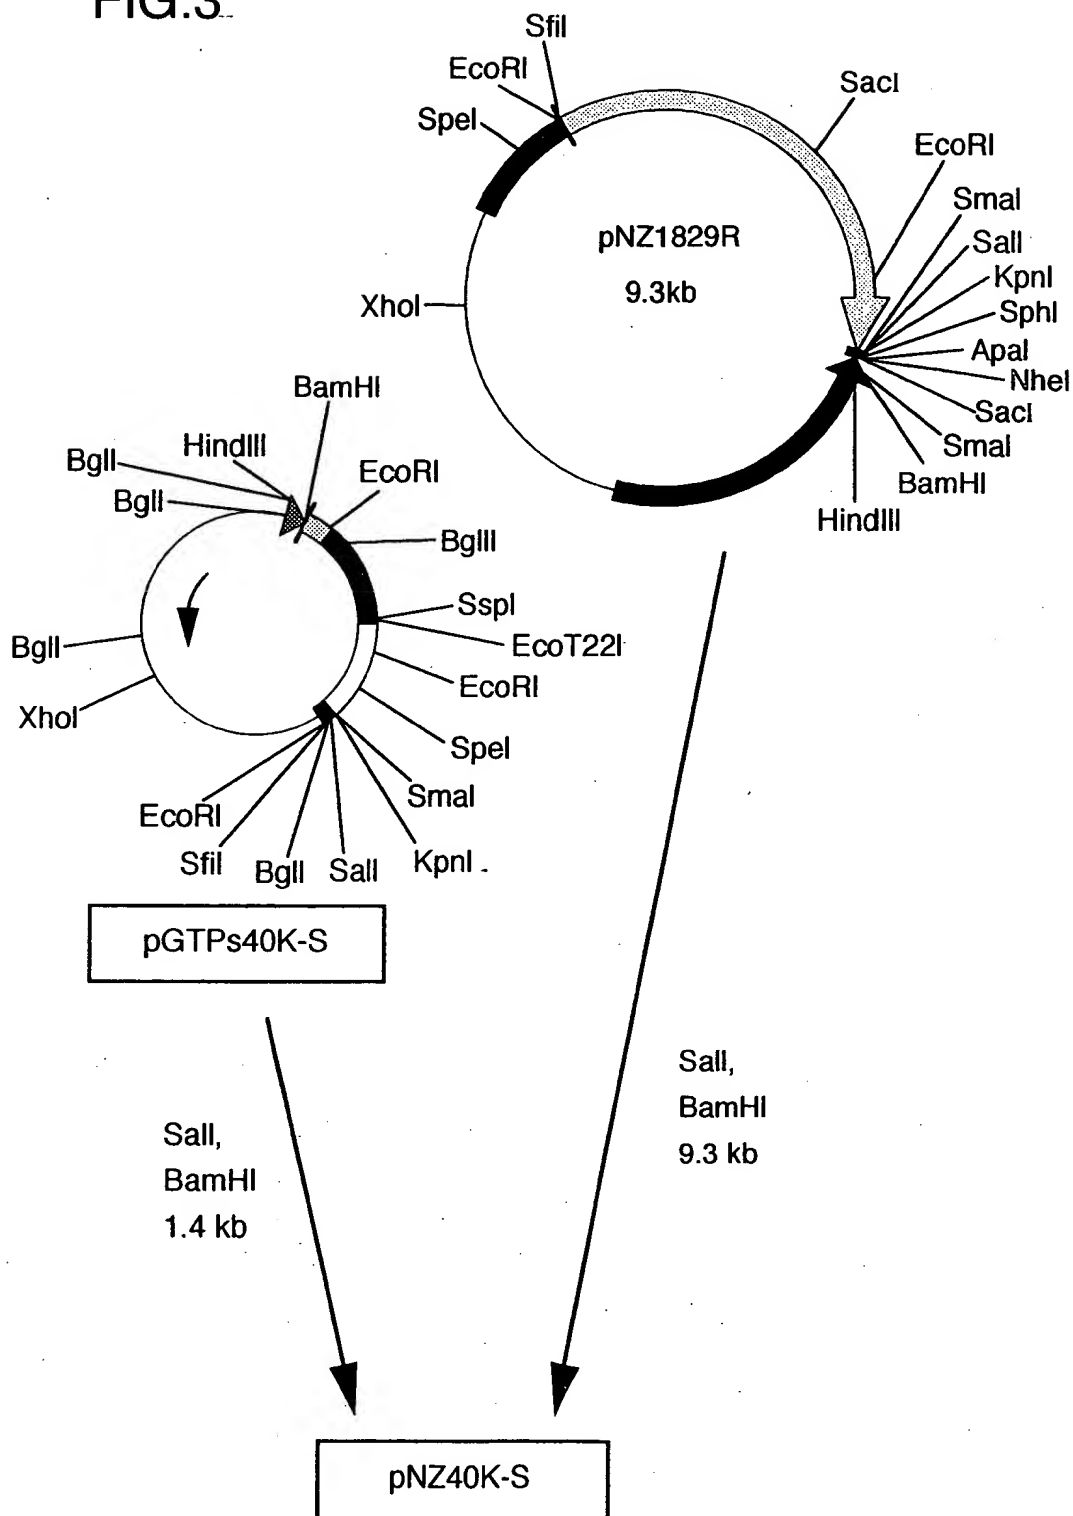 FIG.3
SfiI
EcoRI
SpeI
SacI
EcoRI
SmaI
SalI
KpnI
SphI
ApaI
NheI
SacI
SmaI
BamHI
HindIII
XhoI
pNZ1829R
9.3kb
BamHI
HindIII
BglI
BglI
EcoRI
BglII
SspI
EcoT22I
EcoRI
SpeI
SmaI
KpnI
SalI
BglI
SfiI
EcoRI
XhoI
BglI
pGTPs40K-S
SalI,
BamHI
9.3 kb
SalI,
BamHI
1.4 kb
pNZ40K-S